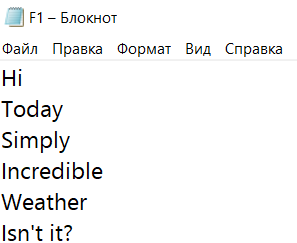 F1 – Блокнот
Файл Правка Формат Вид Справка
Hi
Today
Simply
Incredible
Weather
Isn't it?